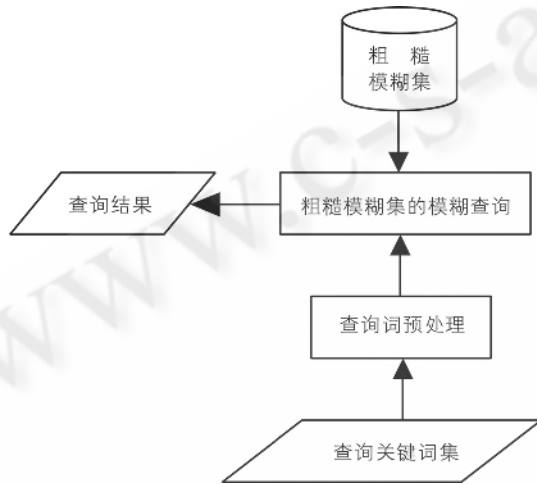 粗 糙
模糊集
查询结果
粗糙模糊集的模糊查询
查询词预处理
查询关键词集
www.c-s-a